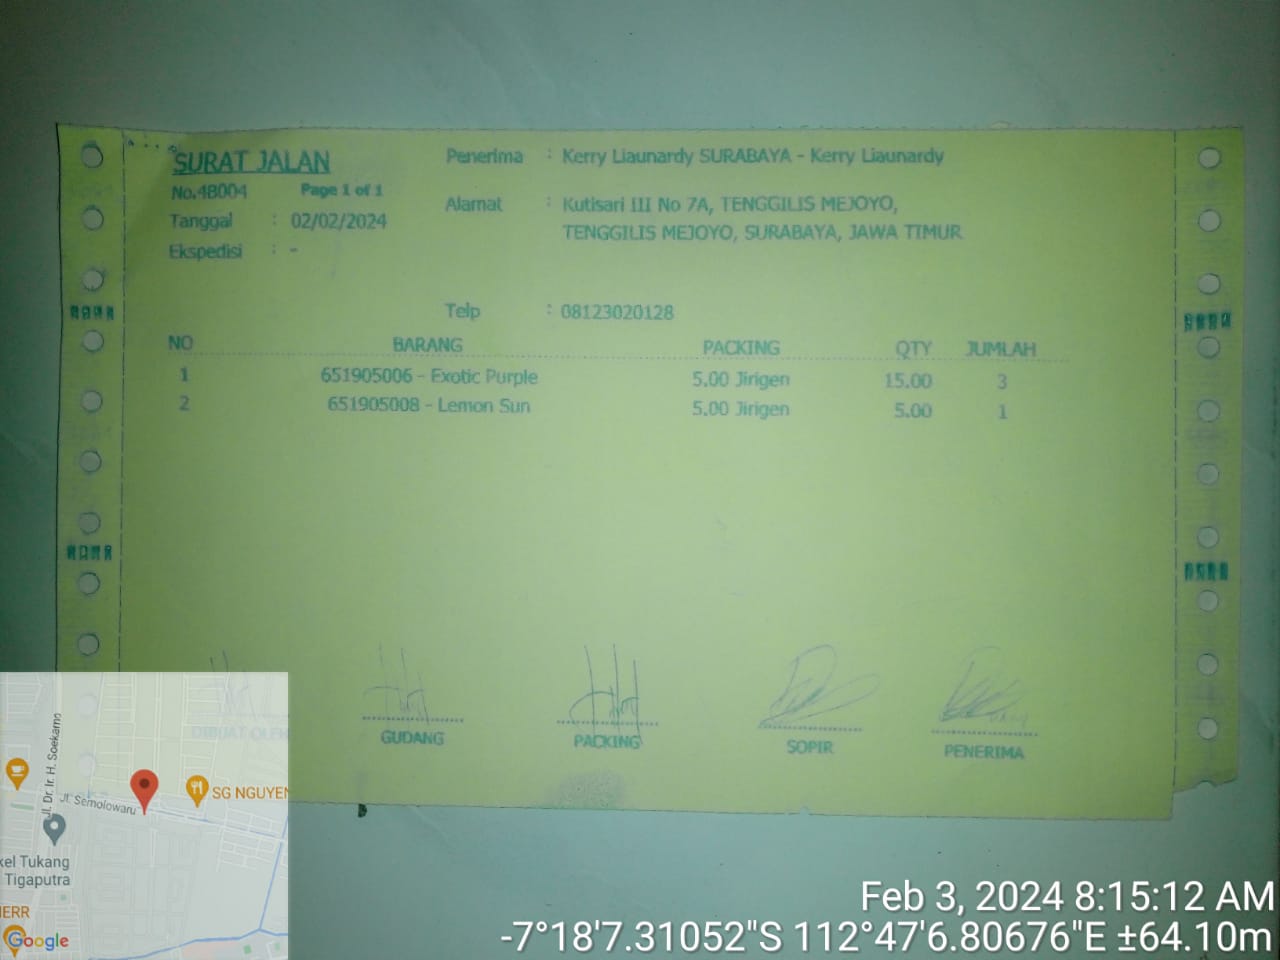 SURAT JALAN
No.48004 Page 1 of 1
Tanggal : 02/02/2024
Ekspedisi : -
Penerima : Kerry Liaunardy SURABAYA - Kerry Liaunardy
Alamat : Kutisari III No 7A, TENGGILIS MEJOYO,
TENGGILIS MEJOYO, SURABAYA, JAWA TIMUR
Telp : 08123020128
NO BARANG PACKING QTY JUMLAH
1 651905006 - Exotic Purple 5.00 Jirigen 15.00 3
2 651905008 - Lemon Sun 5.00 Jirigen 5.00 1
DIBUAT OLEH GUDANG PACKING SOPIR PENERIMA
Jl. Dr. Ir. H. Soekarno
Jl. Semolowaru
SG NGUYEN
kel Tukang
Tigaputra
IERR
Google
Feb 3, 2024 8:15:12 AM
-7°18'7.31052"S 112°47'6.80676"E ±64.10m